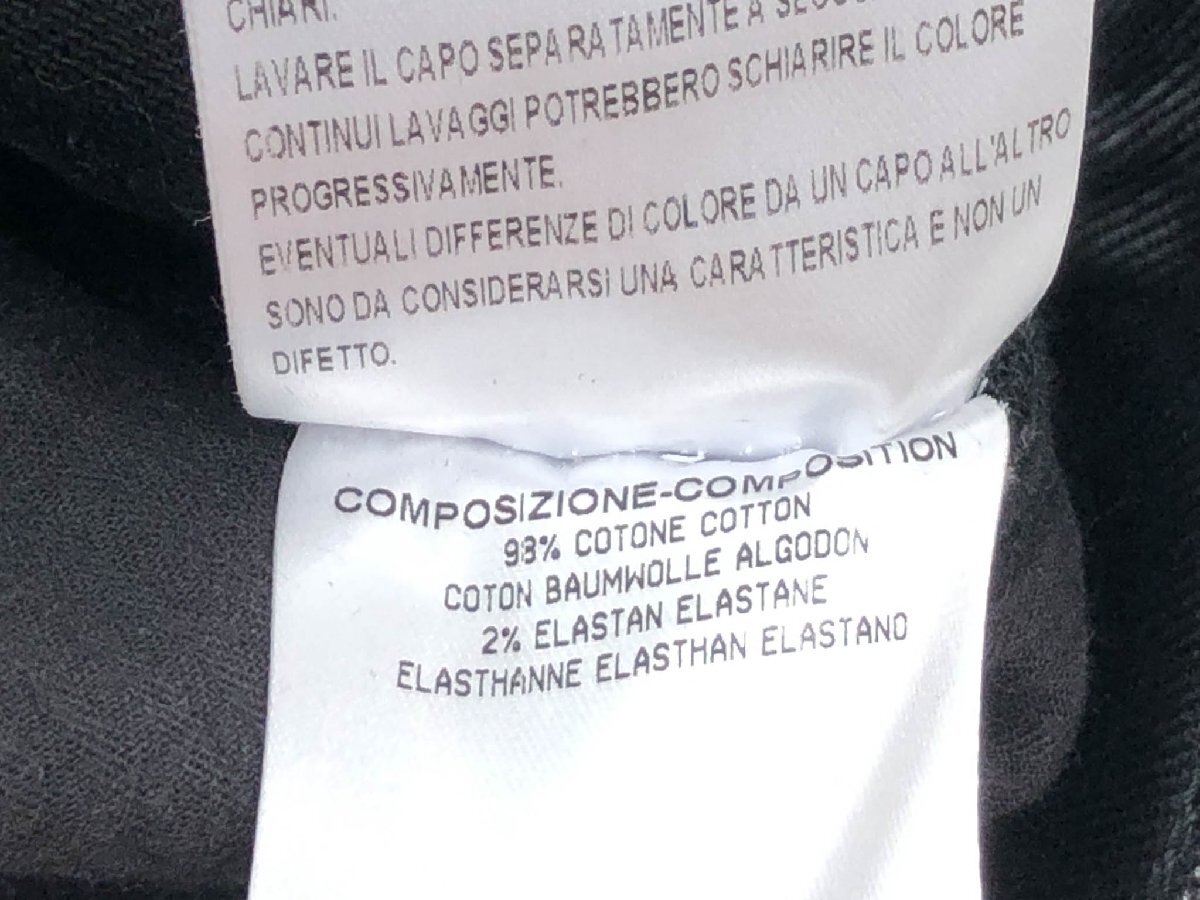 CHIARI.
LAVARE IL CAPO SEPARATAMENTE A
CONTINUI LAVAGGI POTREBBERO SCHIARIRE IL COLORE
PROGRESSIVAMENTE.
EVENTUALI DIFFERENZE DI COLORE DA UN CAPO ALL'ALTRO
SONO DA CONSIDERARSI UNA CARATTERISTICA E NON UN
DIFETTO.
COMPOSIZIONE-COMPOSITION
98% COTONE COTTON
COTON BAUMWOLLE ALGODON
2% ELASTAN ELASTANE
ELASTHANNE ELASTHAN ELASTANO